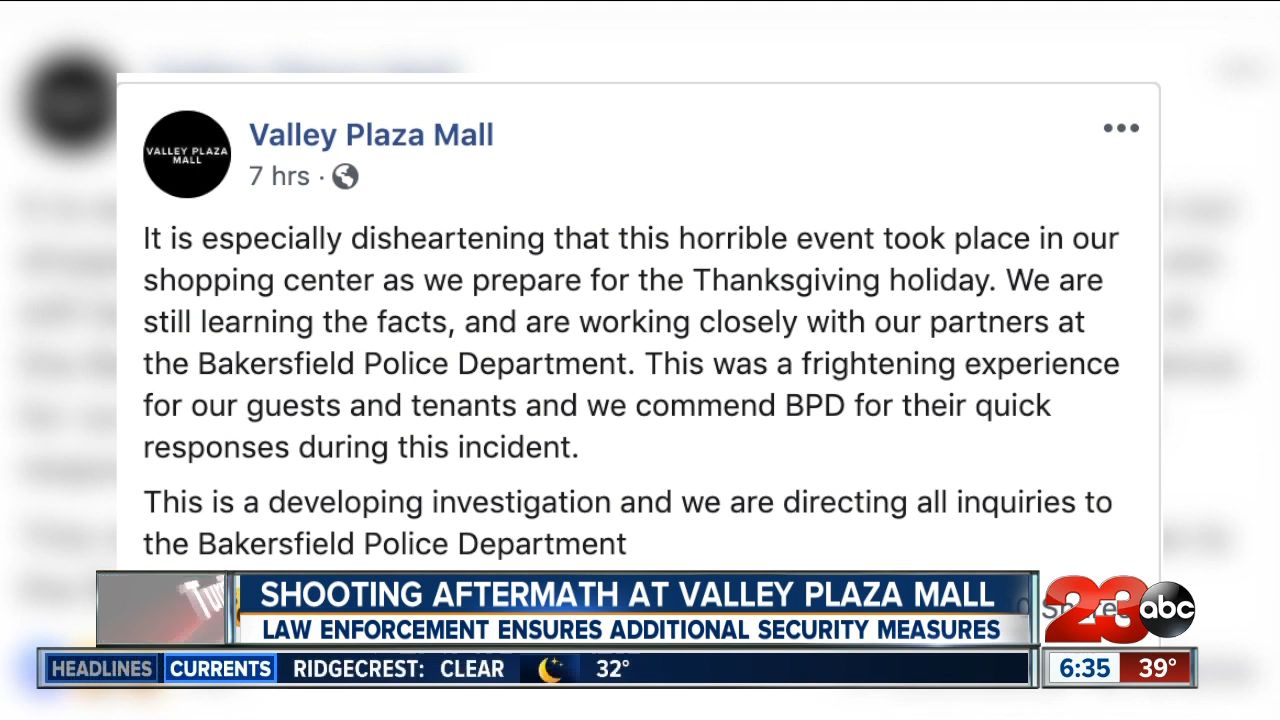 Valley Plaza Mall
VALLEY PLAZA
MALL
7 hrs ·
It is especially disheartening that this horrible event took place in our
shopping center as we prepare for the Thanksgiving holiday. We are
still learning the facts, and are working closely with our partners at
the Bakersfield Police Department. This was a frightening experience
for our guests and tenants and we commend BPD for their quick
responses during this incident.
This is a developing investigation and we are directing all inquiries to
the Bakersfield Police Department
SHOOTING AFTERMATH AT VALLEY PLAZA MALL
LAW ENFORCEMENT ENSURES ADDITIONAL SECURITY MEASURES
23 abc
HEADLINES CURRENTS RIDGECREST: CLEAR 32°
6:35 39°